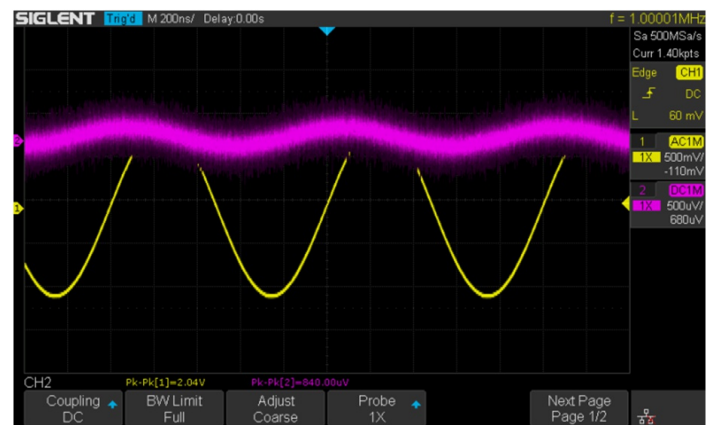 SIGLENT Trig'd M 200ns/ Delay:0.00s f = 1.00001MHz
Sa 500MSa/s
Curr 1.40kpts
Edge CH1
DC
L 60 mV
1 AC1M
1X 500mV/
-110mV
2 DC1M
1X 500uV/
680uV
2
1
CH2 Pk-Pk[1]=2.04V Pk-Pk[2]=840.00uV
Coupling BW Limit Adjust Probe Next Page
DC Full Coarse 1X Page 1/2